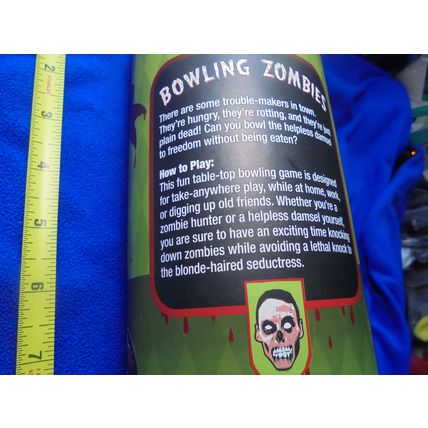 BOWLING ZOMBIES
There are some trouble-makers in town.
They're hungry, they're rotting, and they're just
plain dead! Can you bowl the helpless damsel
to freedom without being eaten?
How to Play:
This fun table-top bowling game is designed
for take-anywhere play, while at home, work,
or digging up old friends. Whether you're a
zombie hunter or a helpless damsel yourself,
you are sure to have an exciting time knocking
down zombies while avoiding a lethal knock to
the blonde-haired seductress.
2
3
4
5
6
7